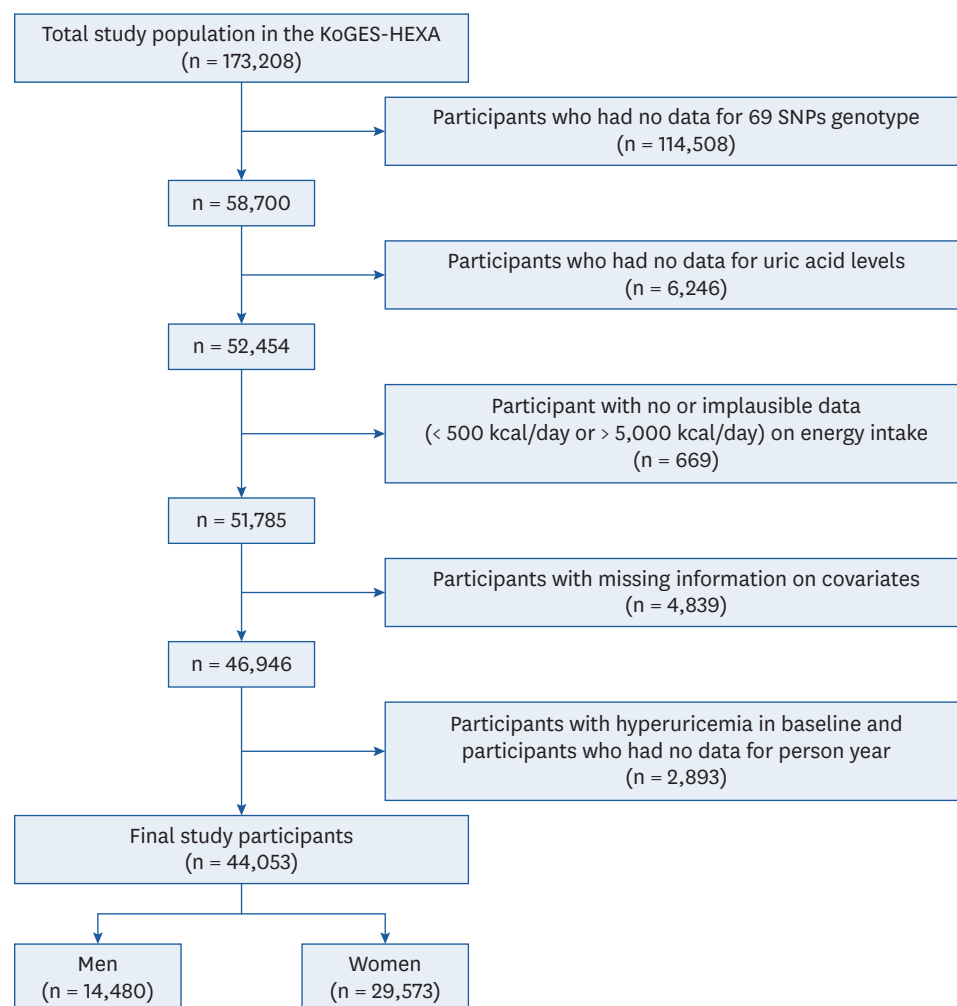 Total study population in the KoGES-HEXA
(n = 173,208)
Participants who had no data for 69 SNPs genotype
(n = 114,508)
n = 58,700
Participants who had no data for uric acid levels
(n = 6,246)
n = 52,454
Participant with no or implausible data
(< 500 kcal/day or > 5,000 kcal/day) on energy intake
(n = 669)
n = 51,785
Participants with missing information on covariates
(n = 4,839)
n = 46,946
Participants with hyperuricemia in baseline and
participants who had no data for person year
(n = 2,893)
Final study participants
(n = 44,053)
Men
(n = 14,480)
Women
(n = 29,573)